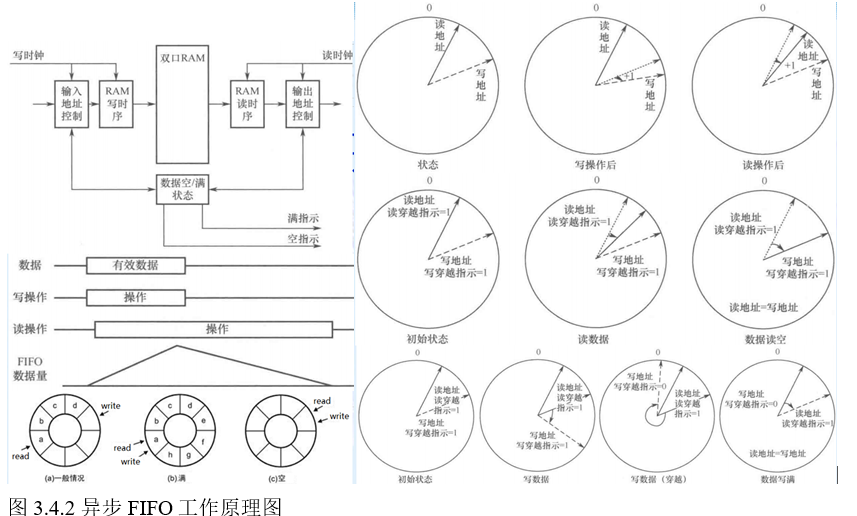 写时钟
双口RAM
读时钟
输入地址控制
RAM写时序
RAM读时序
输出地址控制
数据空/满状态
满指示
空指示
数据
有效数据
写操作
操作
读操作
操作
FIFO
数据量
c d
b
a
write
read
(a)一般情况
c d
b e
a f
h g
read
write
(b)满
read
write
(c)空
0
读地址
写地址
状态
0
读地址
+1
写地址
写操作后
0
读地址
+1
写地址
读操作后
0
读地址
读穿越指示=1
写地址
写穿越指示=1
初始状态
0
读地址
读穿越指示=1
写地址
写穿越指示=1
读数据
0
读地址
读穿越指示=1
写地址
写穿越指示=1
读地址=写地址
数据读空
0
读地址
读穿越
指示=1
写地址
写穿越指示=1
初始状态
0
读地址
读穿越
指示=1
写地址
写穿越指示=1
写数据
0
写地址
写穿越指示=0
读地址
读穿越
指示=1
写数据（穿越）
0
写地址
写穿越指示=0
读地址
读穿越指示=1
读地址=写地址
数据写满
图 3.4.2 异步 FIFO 工作原理图